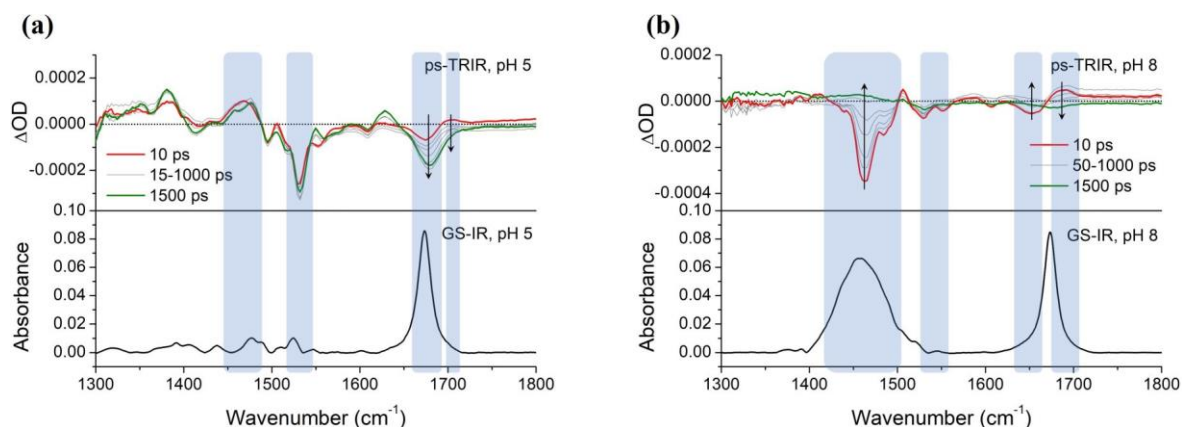 (a)
ps-TRIR, pH 5
0.0002
0.0000
-0.0002
ΔOD
10 ps
15-1000 ps
1500 ps
GS-IR, pH 5
0.10
0.08
0.06
0.04
0.02
0.00
Absorbance
1300 1400 1500 1600 1700 1800
Wavenumber (cm⁻¹)
(b)
ps-TRIR, pH 8
0.0002
0.0000
-0.0002
-0.0004
ΔOD
10 ps
50-1000 ps
1500 ps
GS-IR, pH 8
0.10
0.08
0.06
0.04
0.02
0.00
Absorbance
1300 1400 1500 1600 1700 1800
Wavenumber (cm⁻¹)